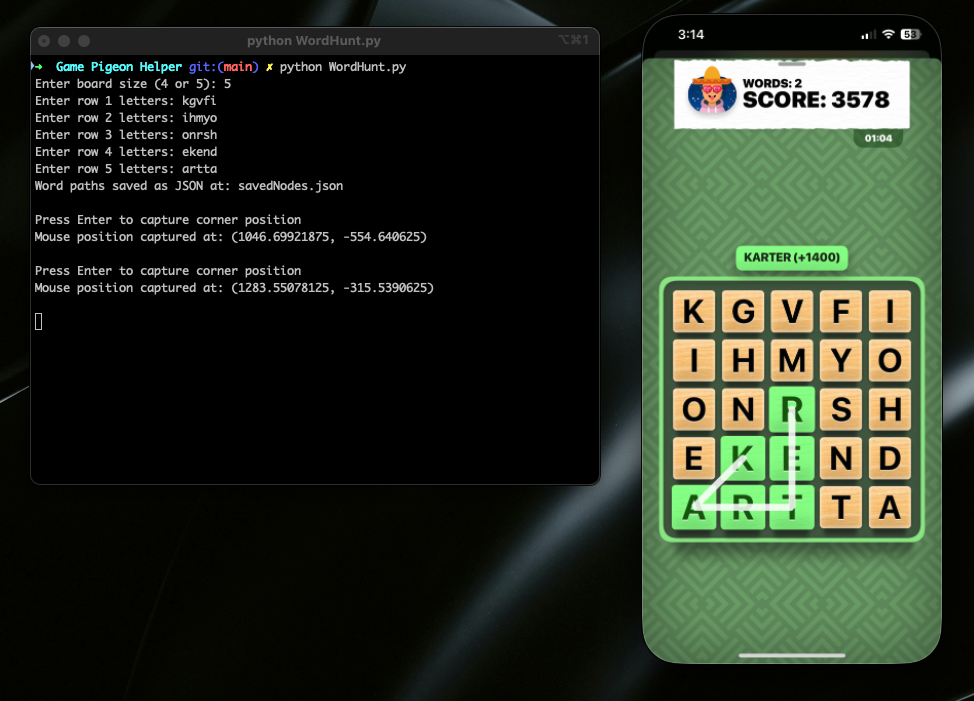 python WordHunt.py
⌥⌘1
→ Game Pigeon Helper git:(main) ✗ python WordHunt.py
Enter board size (4 or 5): 5
Enter row 1 letters: kgvfi
Enter row 2 letters: ihmyo
Enter row 3 letters: onrsh
Enter row 4 letters: ekend
Enter row 5 letters: artta
Word paths saved as JSON at: savedNodes.json
Press Enter to capture corner position
Mouse position captured at: (1046.69921875, -554.640625)
Press Enter to capture corner position
Mouse position captured at: (1283.55078125, -315.5390625)
3:14
53
WORDS: 2
SCORE: 3578
01:04
KARTER (+1400)
K G V F I
I H M Y O
O N R S H
E K E N D
A R T T A